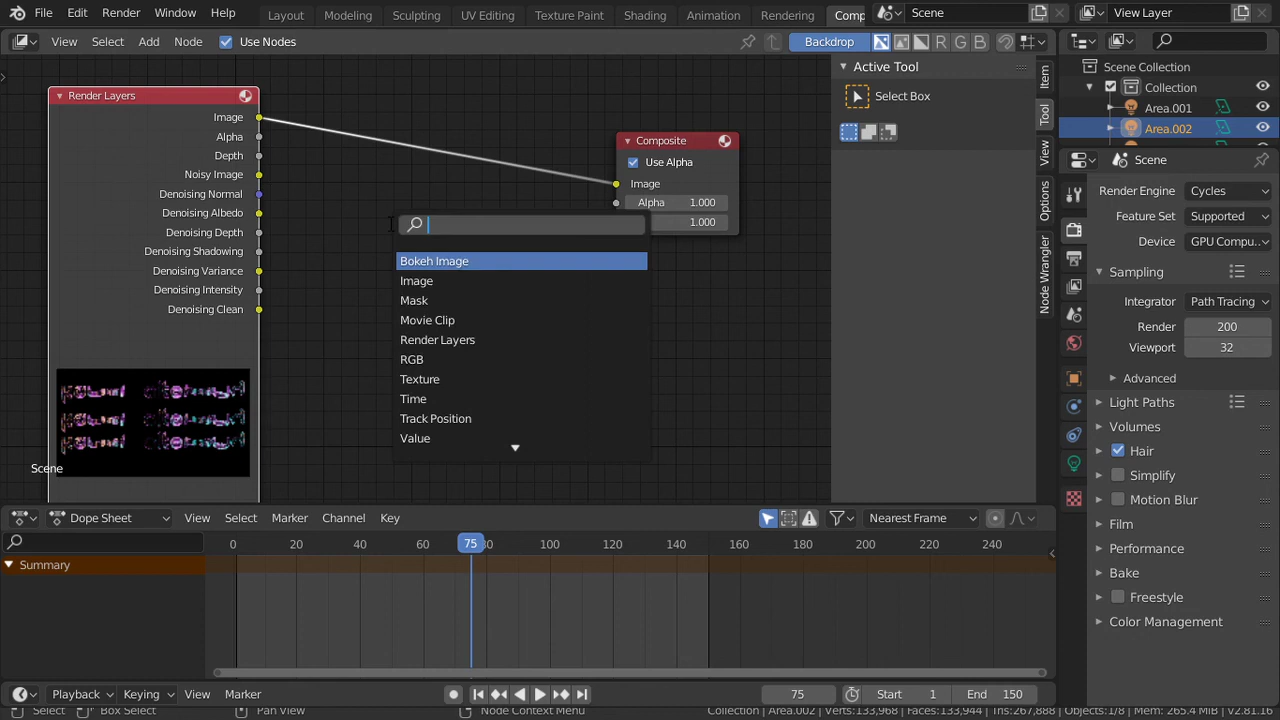 File Edit Render Window Help Layout Modeling Sculpting UV Editing Texture Paint Shading Animation Rendering Comp Scene View Layer
View Select Add Node Use Nodes Backdrop R G B
Render Layers
Image
Alpha
Depth
Noisy Image
Denoising Normal
Denoising Albedo
Denoising Depth
Denoising Shadowing
Denoising Variance
Denoising Intensity
Denoising Clean
Scene
Composite
Use Alpha
Image
Alpha 1.000
1.000
Bokeh Image
Image
Mask
Movie Clip
Render Layers
RGB
Texture
Time
Track Position
Value
Active Tool
Select Box
Item
Tool
View
Options
Node Wrangler
Scene Collection
Collection
Area.001
Area.002
Scene
Render Engine Cycles
Feature Set Supported
Device GPU Compu...
Sampling
Integrator Path Tracing
Render 200
Viewport 32
Advanced
Light Paths
Volumes
Hair
Simplify
Motion Blur
Film
Performance
Bake
Freestyle
Color Management
Dope Sheet View Select Marker Channel Key Nearest Frame
0 20 40 60 75 80 100 120 140 160 180 200 220 240
Summary
Playback Keying View Marker 75 Start 1 End 150
Select Box Select Pan View Node Context Menu Collection | Area.002 | Verts:133,968 | Faces:133,944 | Tris:267,888 | Objects:1/8 | Mem: 265.4 MiB | v2.81.16